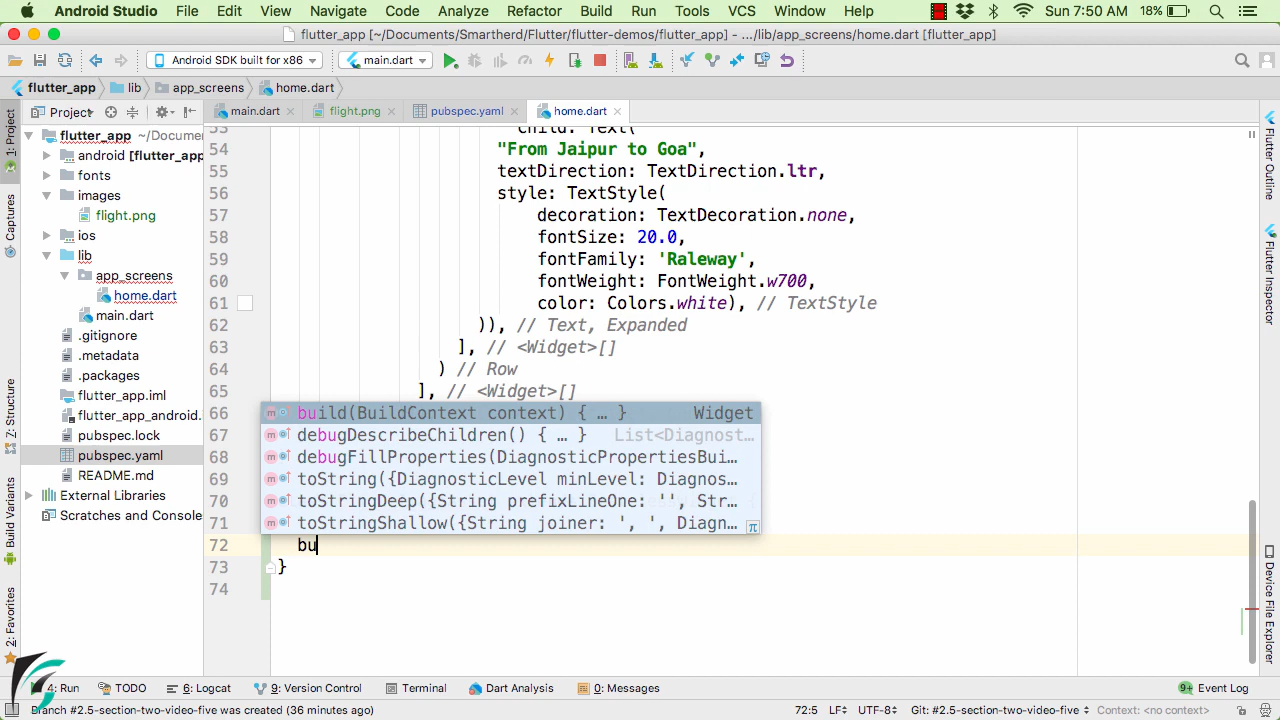 Android Studio File Edit View Navigate Code Analyze Refactor Build Run Tools VCS Window Help Sun 7:50 AM 18%
flutter_app [~/Documents/Smartherd/Flutter/flutter-demos/flutter_app] - .../lib/app_screens/home.dart [flutter_app]
Android SDK built for x86 main.dart
flutter_app lib app_screens home.dart
Project main.dart flight.png pubspec.yaml home.dart
1: Project
Captures
7: Structure
Build Variants
2: Favorites
flutter_app ~/Docume
android [flutter_app
fonts
images
flight.png
ios
lib
app_screens
home.dart
main.dart
.gitignore
.metadata
.packages
flutter_app.iml
flutter_app_android.
pubspec.lock
pubspec.yaml
README.md
External Libraries
Scratches and Console
53 child: Text(
54 "From Jaipur to Goa",
55 textDirection: TextDirection.ltr,
56 style: TextStyle(
57 decoration: TextDecoration.none,
58 fontSize: 20.0,
59 fontFamily: 'Raleway',
60 fontWeight: FontWeight.w700,
61 color: Colors.white), // TextStyle
62 )), // Text, Expanded
63 ], // <Widget>[]
64 ) // Row
65 ], // <Widget>[]
66 build(BuildContext context) { … } Widget
67 debugDescribeChildren() { … } List<Diagnost…
68 debugFillProperties(DiagnosticPropertiesBui…
69 toString({DiagnosticLevel minLevel: Diagnos…
70 toStringDeep({String prefixLineOne: '', Str…
71 toStringShallow({String joiner: ', ', Diagn… π
72 bu
73 }
74
Flutter Outline
Flutter Inspector
Device File Explorer
4: Run TODO 6: Logcat 9: Version Control Terminal Dart Analysis 0: Messages 9+ Event Log
Branch #2.5-section-two-video-five was created (36 minutes ago) 72:5 LF÷ UTF-8÷ Git: #2.5-section-two-video-five÷ Context: <no context>